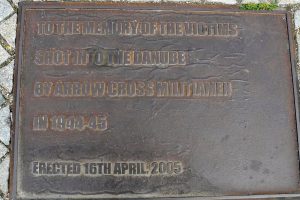 TO THE MEMORY OF THE VICTIMS
SHOT INTO THE DANUBE
BY ARROW CROSS MILITIAMEN
IN 1944-45
ERECTED 16TH APRIL, 2005